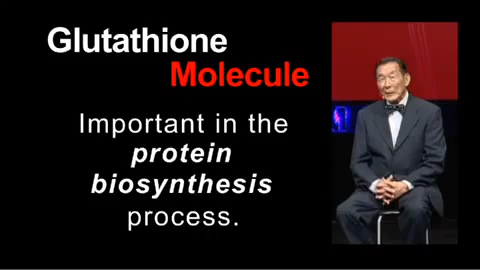 Glutathione
Molecule
Important in the
protein
biosynthesis
process.